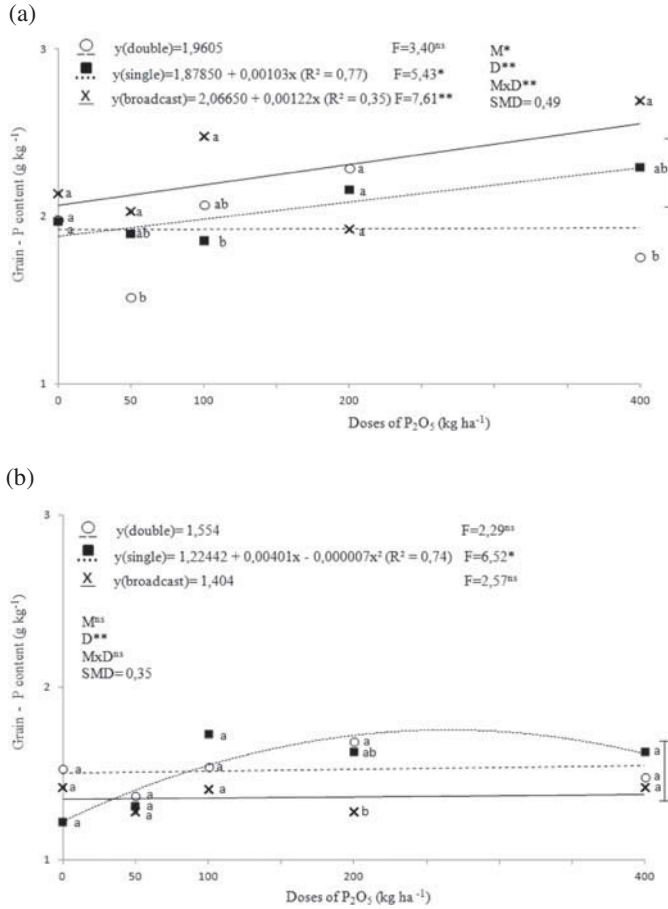 (a)
3
2
1
Grain - P content (g kg⁻¹)
y(double)=1,9605 F=3,40ⁿˢ
y(single)=1,87850 + 0,00103x (R² = 0,77) F=5,43*
y(broadcast)=2,06650 + 0,00122x (R² = 0,35) F=7,61**
M*
D**
MxD**
SMD= 0,49
a
a
a
a
ab
b
a
ab
b
a
a
a
a
ab
b
0 50 100 200 400
Doses of P₂O₅ (kg ha⁻¹)
(b)
3
2
1
Grain - P content (g kg⁻¹)
y(double)= 1,554 F=2,29ⁿˢ
y(single)= 1,22442 + 0,00401x - 0,000007x² (R² = 0,74) F=6,52*
y(broadcast)= 1,404 F=2,57ⁿˢ
Mⁿˢ
D**
MxDⁿˢ
SMD= 0,35
a
a
a
a
a
a
a
a
a
a
ab
b
a
a
a
0 50 100 200 400
Doses of P₂O₅ (kg ha⁻¹)